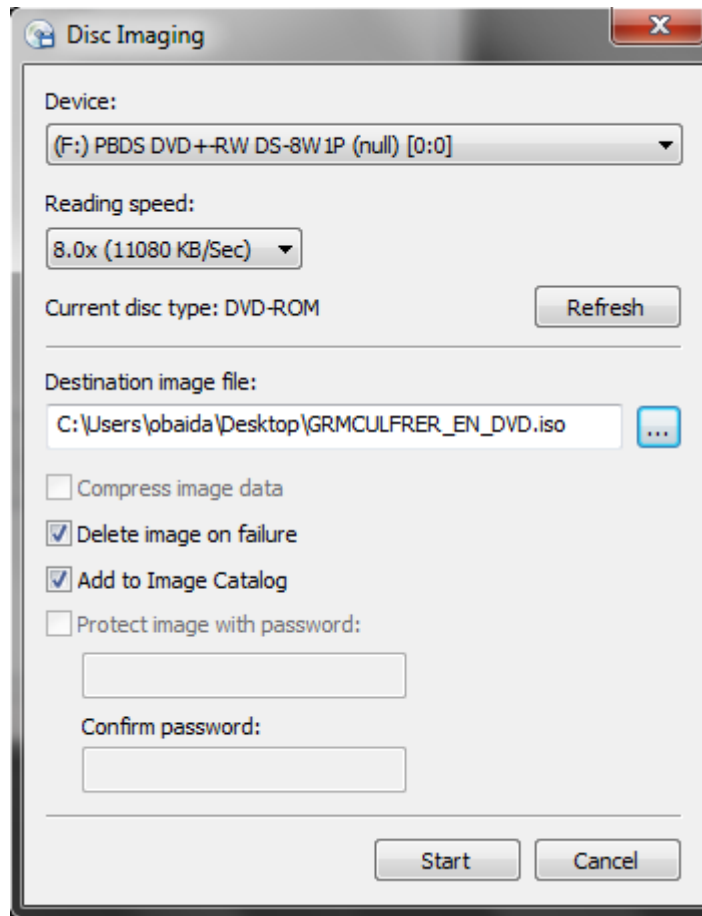 Disc Imaging
Device:
(F:) PBDS DVD+-RW DS-8W1P (null) [0:0]
Reading speed:
8.0x (11080 KB/Sec)
Current disc type: DVD-ROM
Refresh
Destination image file:
C:\Users\obaida\Desktop\GRMCULFRER_EN_DVD.iso
...
Compress image data
Delete image on failure
Add to Image Catalog
Protect image with password:
Confirm password:
Start
Cancel